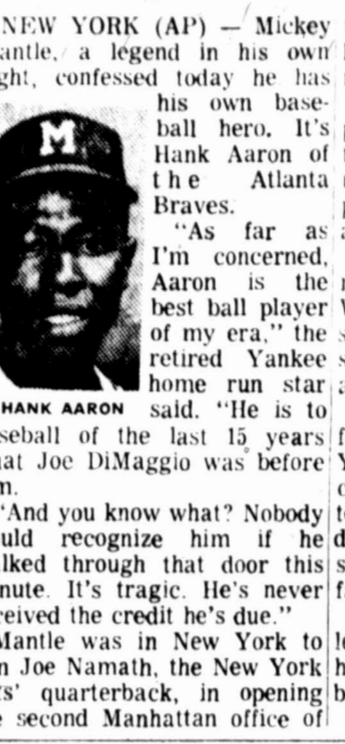 NEW YORK (AP) — Mickey
antle, a legend in his own
ght, confessed today he has
his own base-
ball hero. It's
Hank Aaron of
the Atlanta
Braves.
"As far as
I'm concerned,
Aaron is the
best ball player
of my era," the
retired Yankee
home run star
said. "He is to
M
HANK AARON
seball of the last 15 years
at Joe DiMaggio was before
m.
"And you know what? Nobody
uld recognize him if he
lked through that door this
nute. It's tragic. He's never
ceived the credit he's due."
Mantle was in New York to
n Joe Namath, the New York
ts' quarterback, in opening
e second Manhattan office of